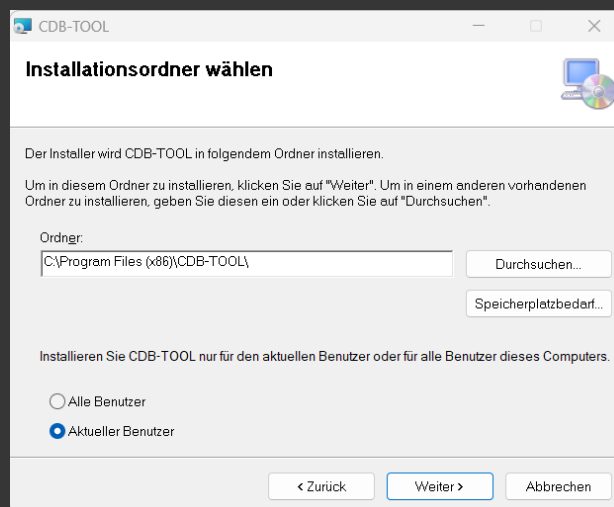 CDB-TOOL
Installationsordner wählen
Der Installer wird CDB-TOOL in folgendem Ordner installieren.
Um in diesem Ordner zu installieren, klicken Sie auf "Weiter". Um in einem anderen vorhandenen
Ordner zu installieren, geben Sie diesen ein oder klicken Sie auf "Durchsuchen".
Ordner:
C:\Program Files (x86)\CDB-TOOL\
Durchsuchen...
Speicherplatzbedarf...
Installieren Sie CDB-TOOL nur für den aktuellen Benutzer oder für alle Benutzer dieses Computers.
Alle Benutzer
Aktueller Benutzer
< Zurück
Weiter >
Abbrechen